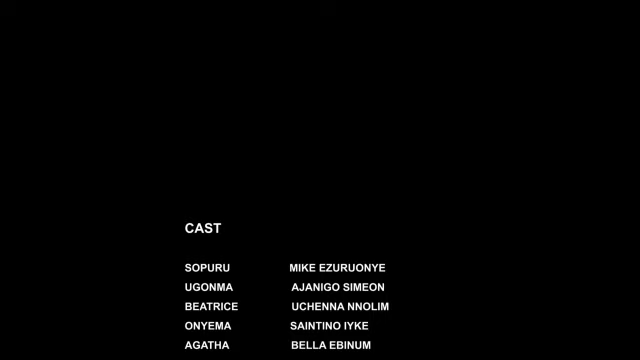 CAST
SOPURU MIKE EZURUONYE
UGONMA AJANIGO SIMEON
BEATRICE UCHENNA NNOLIM
ONYEMA SAINTINO IYKE
AGATHA BELLA EBINUM